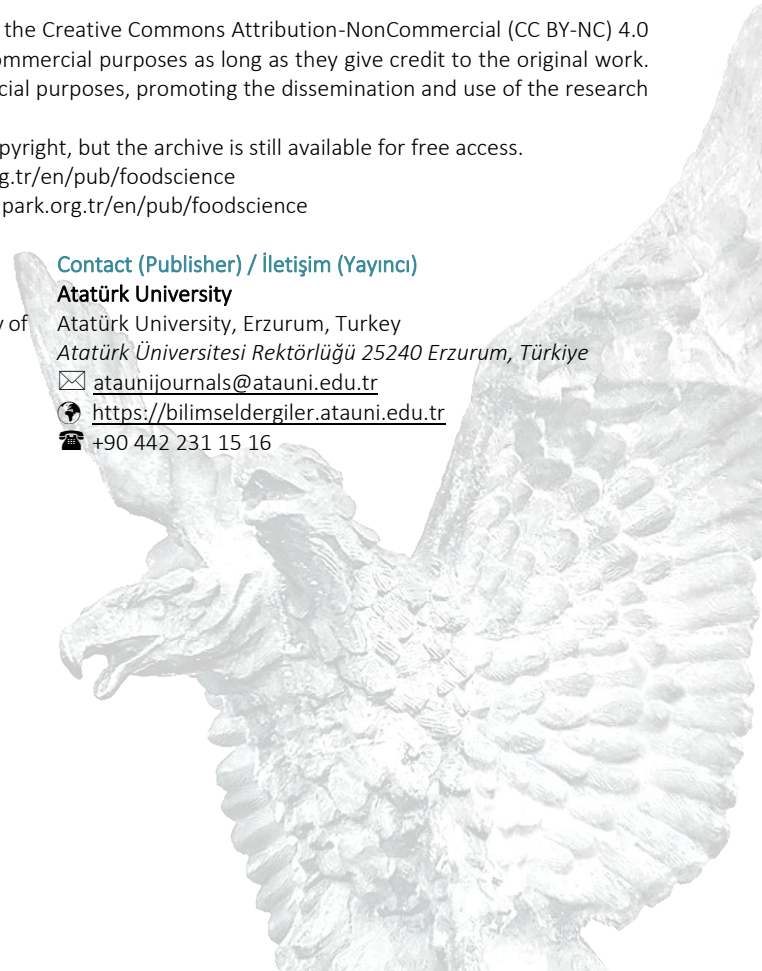 the Creative Commons Attribution-NonCommercial (CC BY-NC) 4.0
ommercial purposes as long as they give credit to the original work.
cial purposes, promoting the dissemination and use of the research
pyright, but the archive is still available for free access.
g.tr/en/pub/foodscience
park.org.tr/en/pub/foodscience
Contact (Publisher) / İletişim (Yayıncı)
Atatürk University
y of Atatürk University, Erzurum, Turkey
Atatürk Üniversitesi Rektörlüğü 25240 Erzurum, Türkiye
ataunijournals@atauni.edu.tr
https://bilimseldergiler.atauni.edu.tr
+90 442 231 15 16